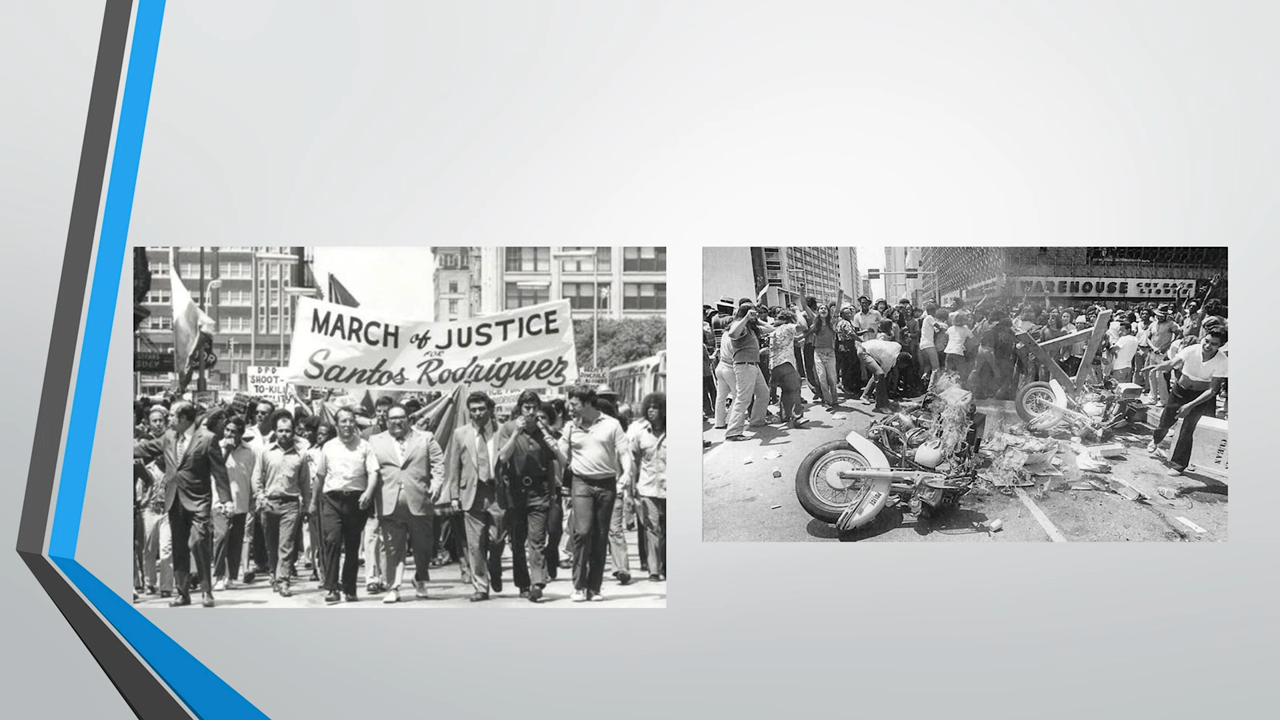 MARCH of JUSTICE
FOR
Santos Rodriguez
DPD
SHOOT-
TO-KILL
WAREHOUSE